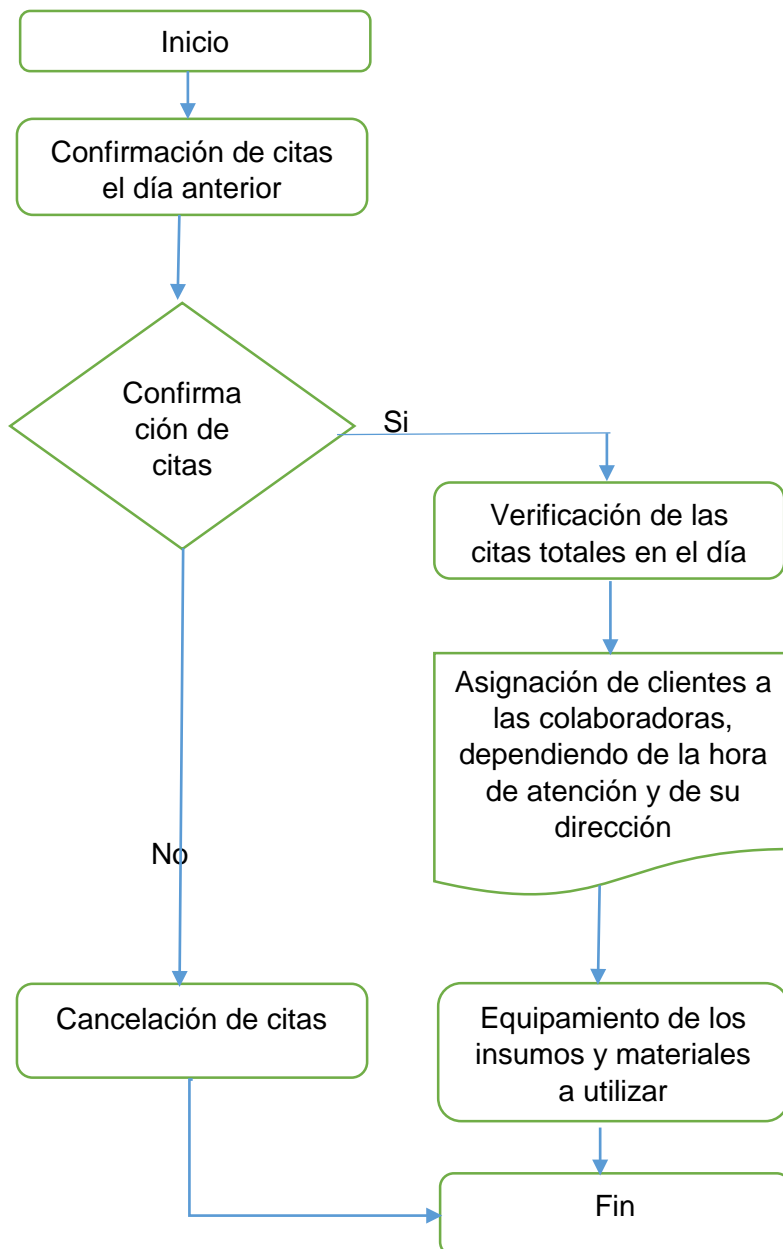 Inicio
Confirmación de citas
el día anterior
Confirma
ción de
citas
Si
Verificación de las
citas totales en el día
Asignación de clientes a
las colaboradoras,
dependiendo de la hora
de atención y de su
dirección
No
Cancelación de citas
Equipamiento de los
insumos y materiales
a utilizar
Fin